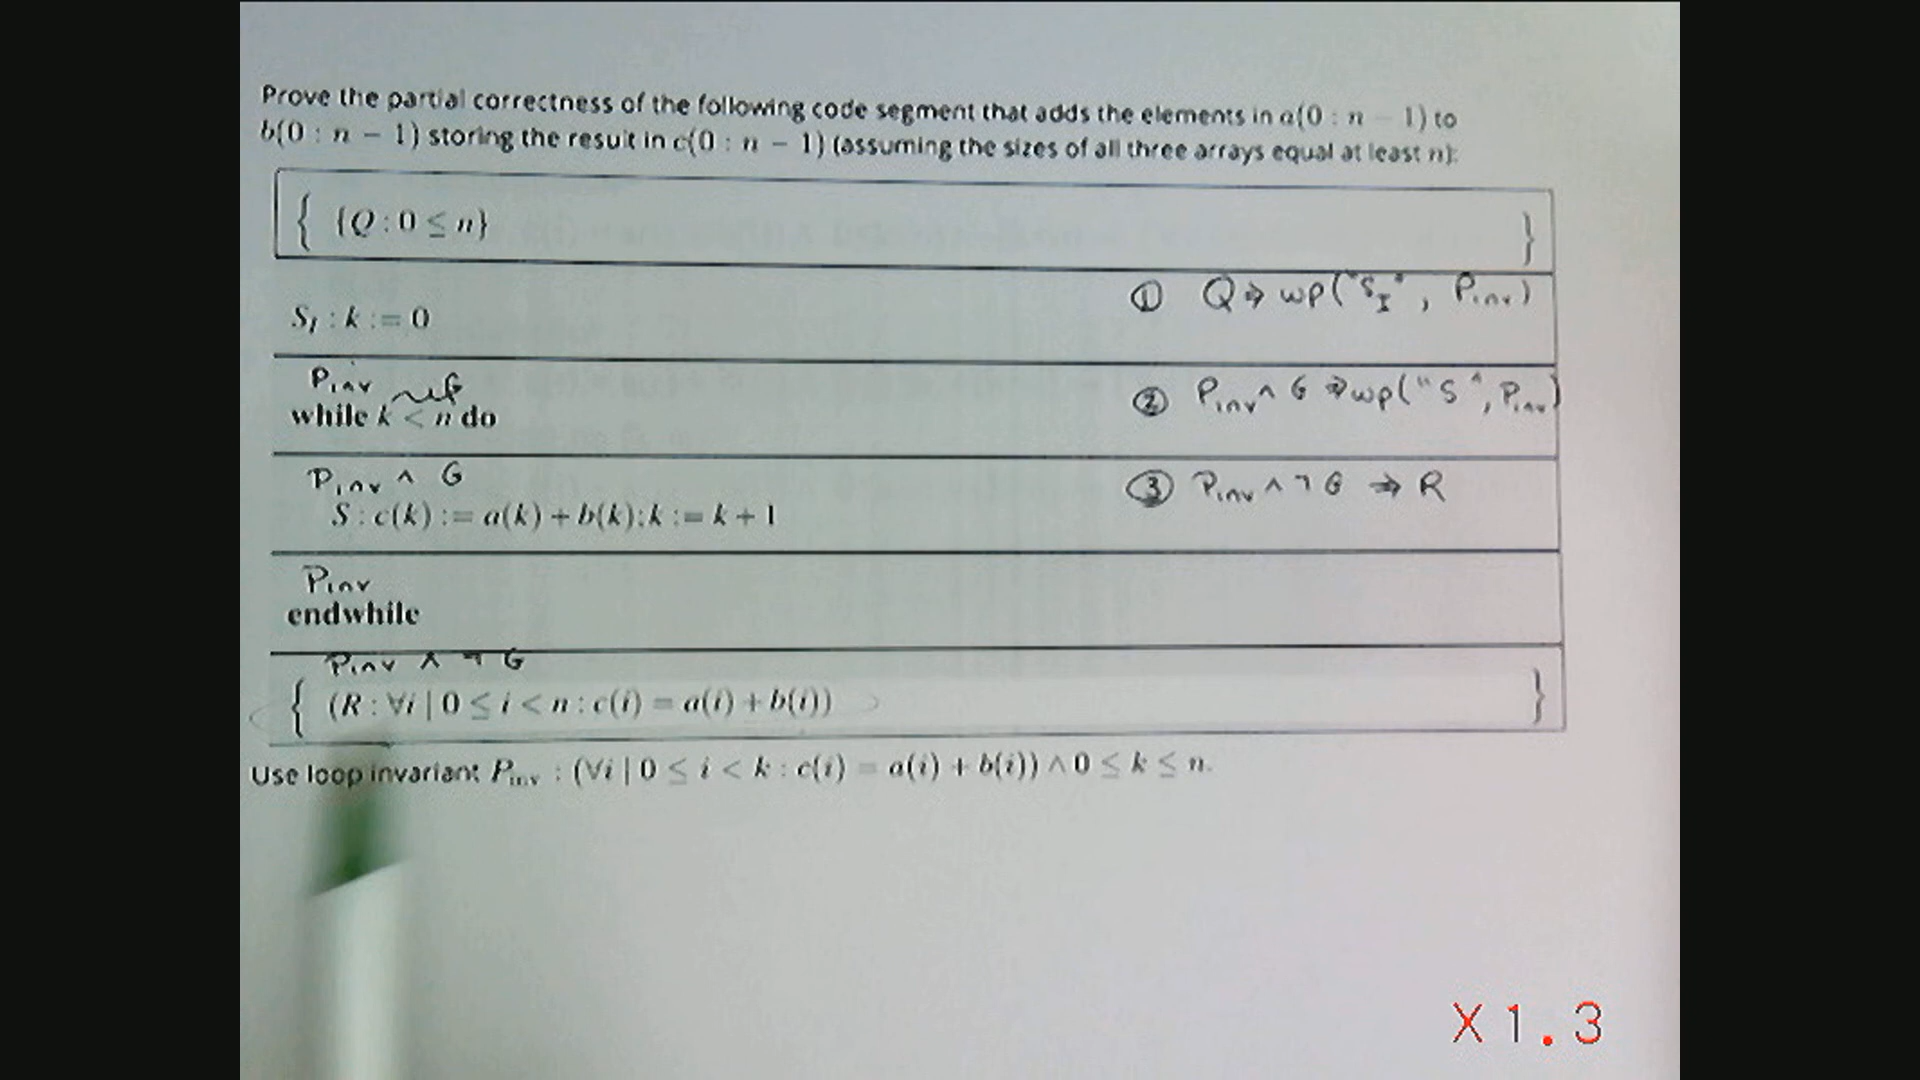 Prove the partial correctness of the following code segment that adds the elements in a(0 : n − 1) to
b(0 : n − 1) storing the result in c(0 : n − 1) (assuming the sizes of all three arrays equal at least n):
{ {Q : 0 ≤ n} }
① Q ⇒ wp("S_I", P_inv)
S_I : k := 0
P_inv G
while k < n do
② P_inv ∧ G ⇒ wp("S", P_inv)
P_inv ∧ G
③ P_inv ∧ ¬ G ⇒ R
S : c(k) := a(k) + b(k); k := k + 1
P_inv
endwhile
P_inv ∧ ¬ G
{ (R : ∀i | 0 ≤ i < n : c(i) = a(i) + b(i)) }
Use loop invariant P_inv : (∀i | 0 ≤ i < k : c(i) = a(i) + b(i)) ∧ 0 ≤ k ≤ n.
X1.3